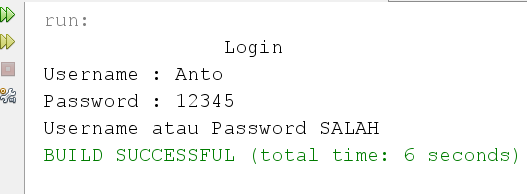 run:
Login
Username : Anto
Password : 12345
Username atau Password SALAH
BUILD SUCCESSFUL (total time: 6 seconds)